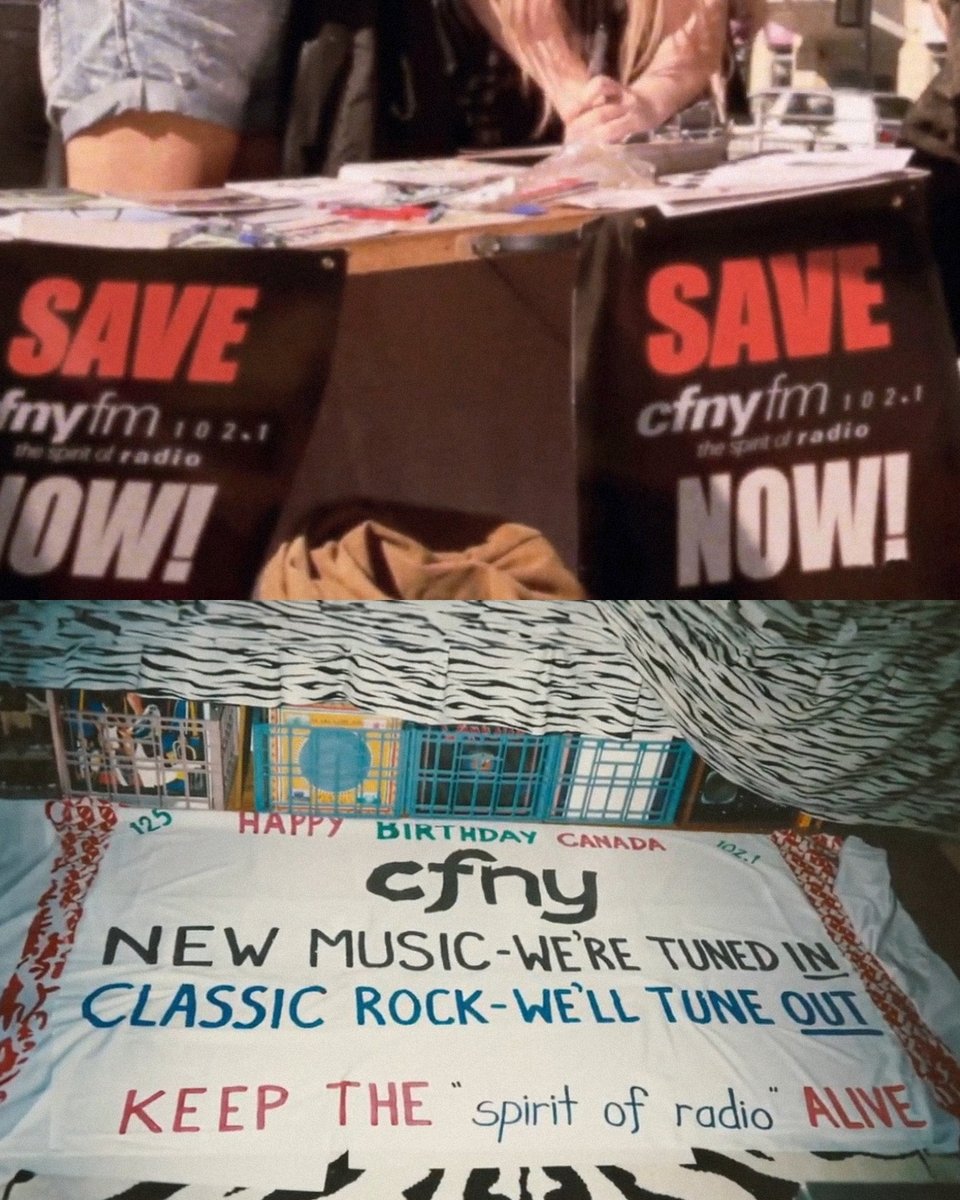 SAVE
fnyfm 102.1
the spirit of radio
NOW!
SAVE
cfnyfm 102.1
the spirit of radio
NOW!
125 HAPPY BIRTHDAY CANADA 102.1
cfny
NEW MUSIC-WE'RE TUNED IN
CLASSIC ROCK-WE'LL TUNE OUT
KEEP THE "spirit of radio" ALIVE